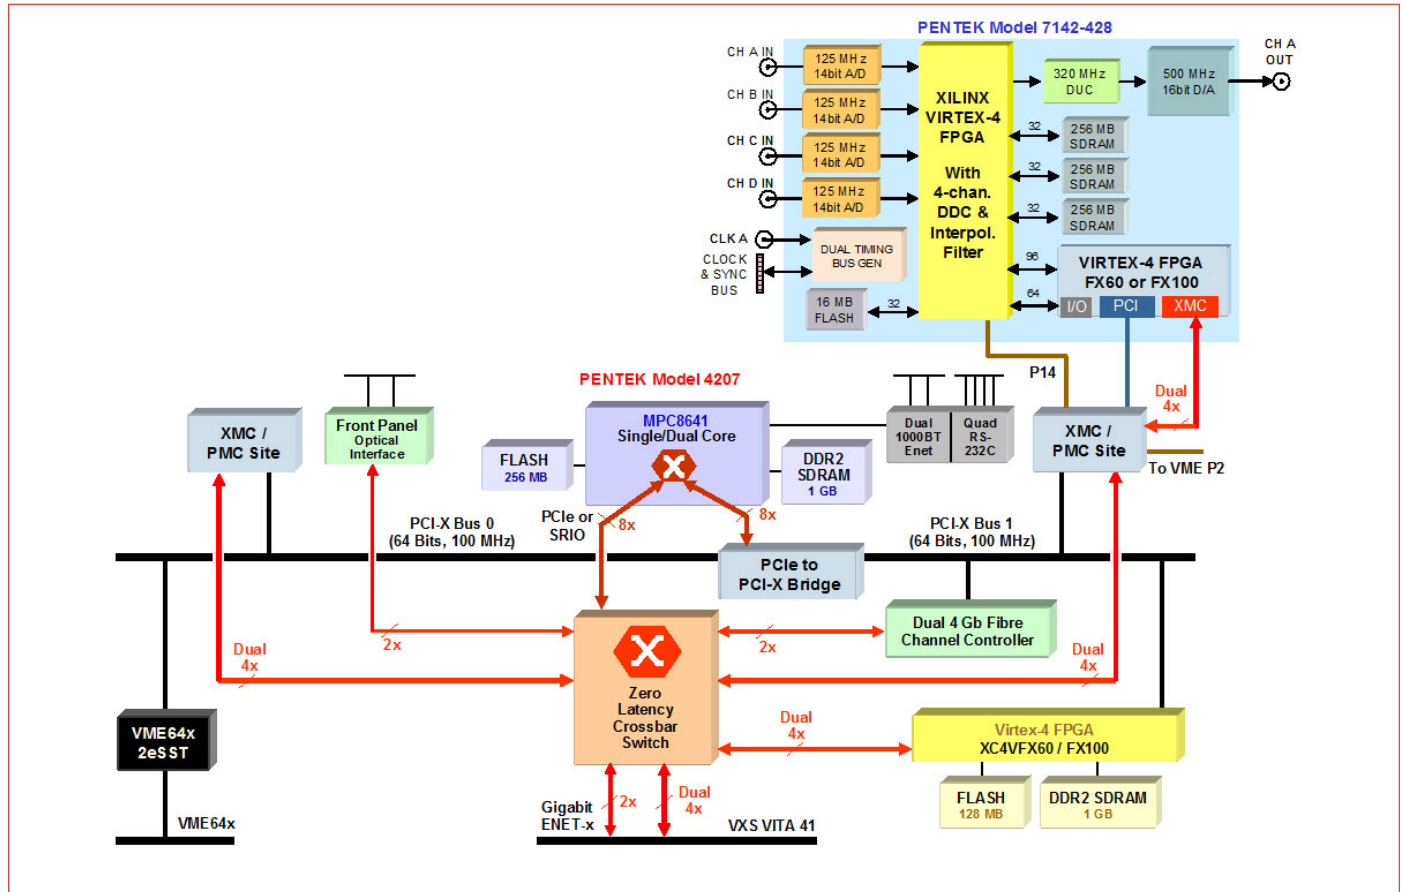 PENTEK Model 7142-428
CH A IN
125 MHz
14bit A/D
CH B IN
125 MHz
14bit A/D
CH C IN
125 MHz
14bit A/D
CH D IN
125 MHz
14bit A/D
CLK A
CLOCK
& SYNC
BUS
DUAL TIMING
BUS GEN
16 MB
FLASH
32
XILINX
VIRTEX-4
FPGA
With
4-chan.
DDC &
Interpol.
Filter
320 MHz
DUC
500 MHz
16bit D/A
CH A
OUT
32
256 MB
SDRAM
32
256 MB
SDRAM
32
256 MB
SDRAM
96
64
VIRTEX-4 FPGA
FX60 or FX100
I/O
PCI
XMC
P14
Dual
4x
PENTEK Model 4207
XMC /
PMC Site
Front Panel
Optical
Interface
FLASH
256 MB
MPC8641
Single/Dual Core
DDR2
SDRAM
1 GB
Dual
1000BT
Enet
Quad
RS-
232C
XMC /
PMC Site
To VME P2
PCI-X Bus 0
(64 Bits, 100 MHz)
PCIe or
SRIO
8x
8x
PCI-X Bus 1
(64 Bits, 100 MHz)
PCIe to
PCI-X Bridge
Dual 4 Gb Fibre
Channel Controller
2x
2x
Dual
4x
Dual
4x
Zero
Latency
Crossbar
Switch
Dual
4x
Virtex-4 FPGA
XC4VFX60 / FX100
FLASH
128 MB
DDR2 SDRAM
1 GB
VME64x
2eSST
VME64x
Gigabit
ENET-x
2x
Dual
4x
VXS VITA 41